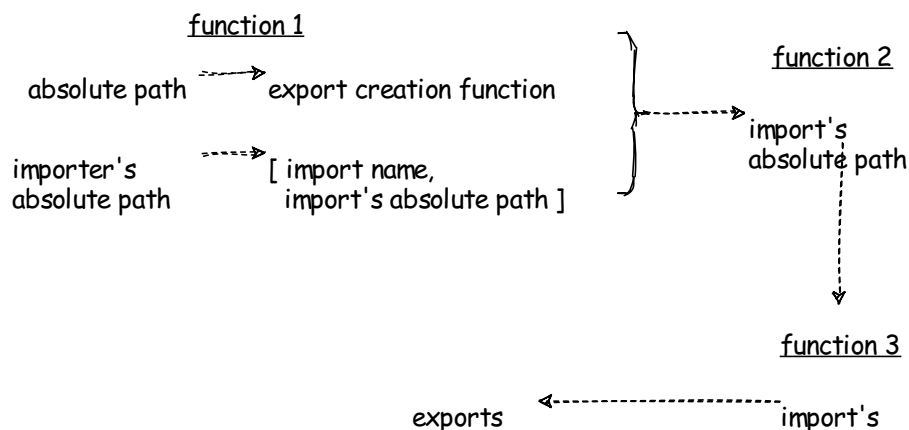 function 1
function 2
absolute path
export creation function
import's
absolute path
importer's
absolute path
[ import name,
import's absolute path ]
function 3
exports
import's